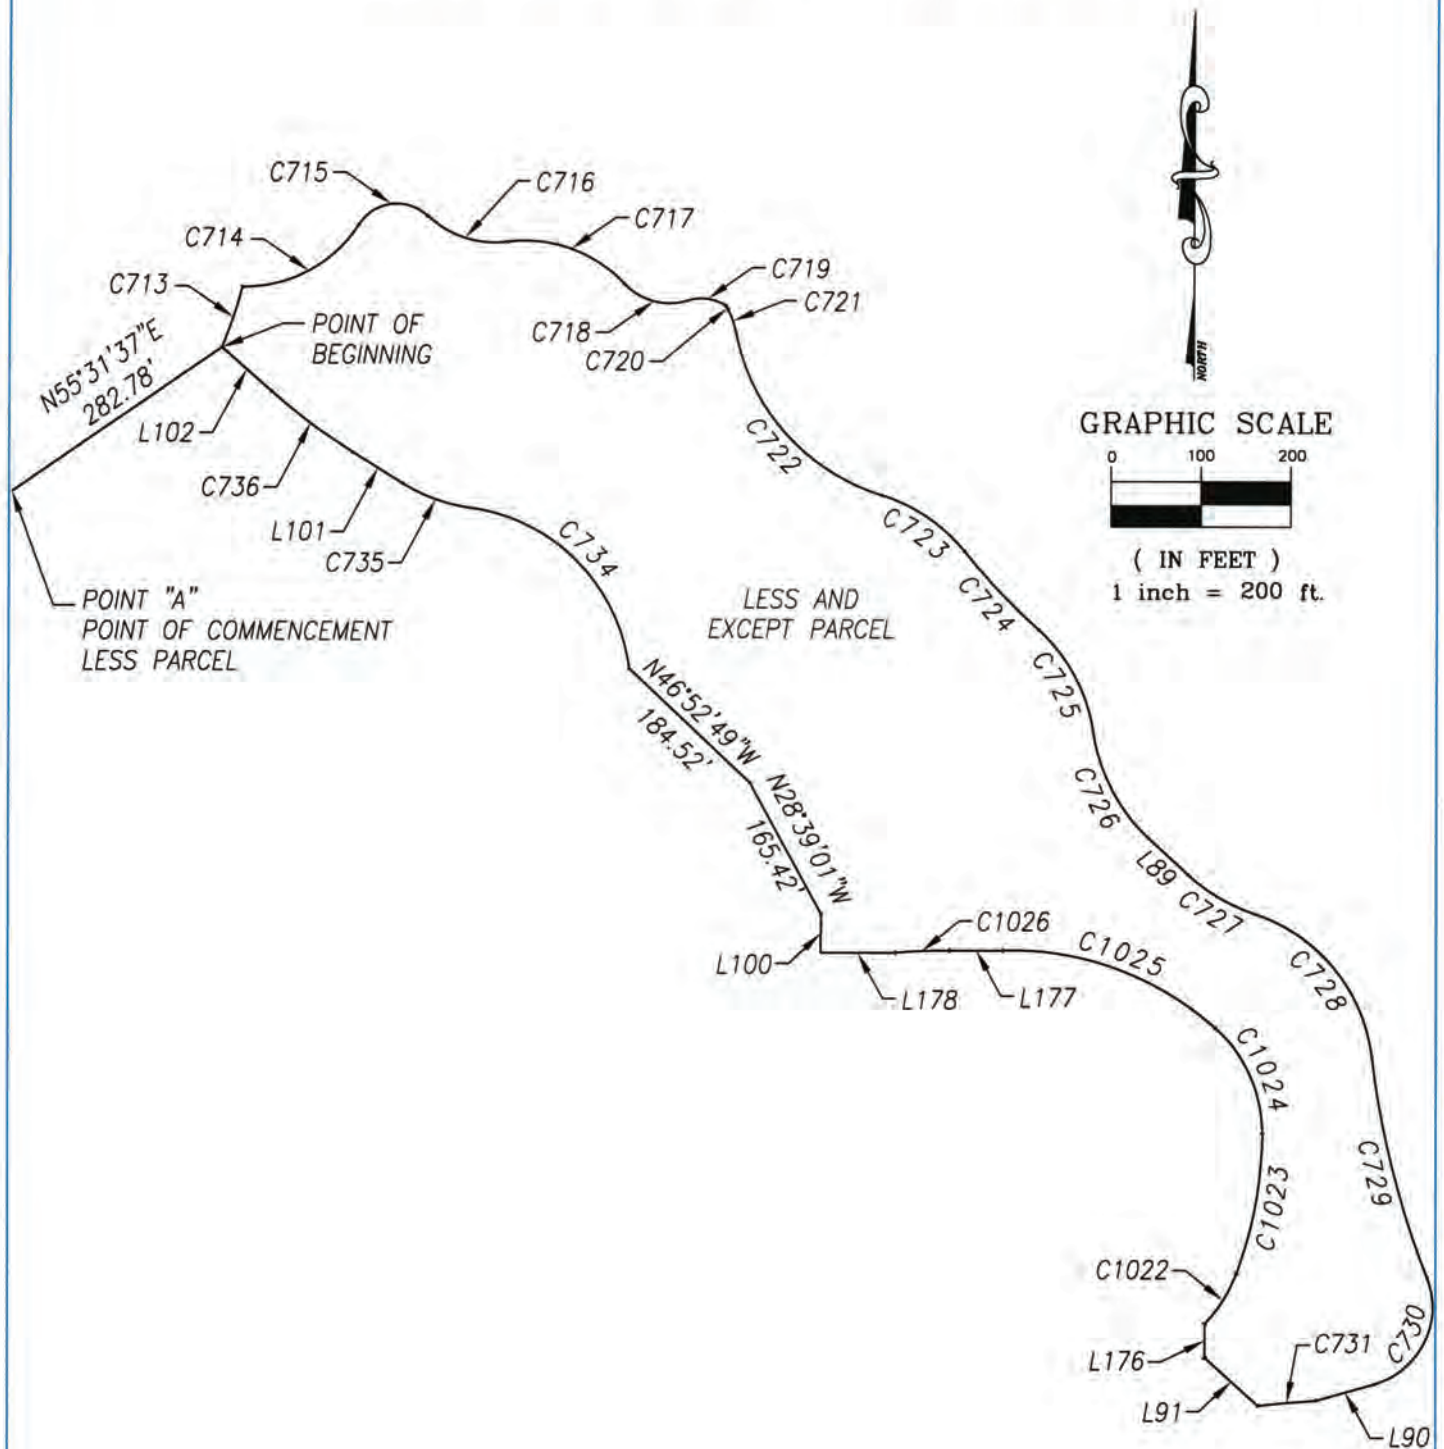 C715
C716
C714
C717
C713
C719
C721
POINT OF
BEGINNING
C718
C720
N55°31'37"E
282.78'
L102
C736
L101
C735
C734
C722
C723
NORTH
GRAPHIC SCALE
0 100 200
( IN FEET )
1 inch = 200 ft.
POINT "A"
POINT OF COMMENCEMENT
LESS PARCEL
LESS AND
EXCEPT PARCEL
C724
C725
N46°52'49"W
184.52'
N28°39'01"W
165.42'
C726
L89
C727
C1026
L100
L178
L177
C1025
C728
C1024
C729
C1023
C1022
L176
C731
C730
L91
L90